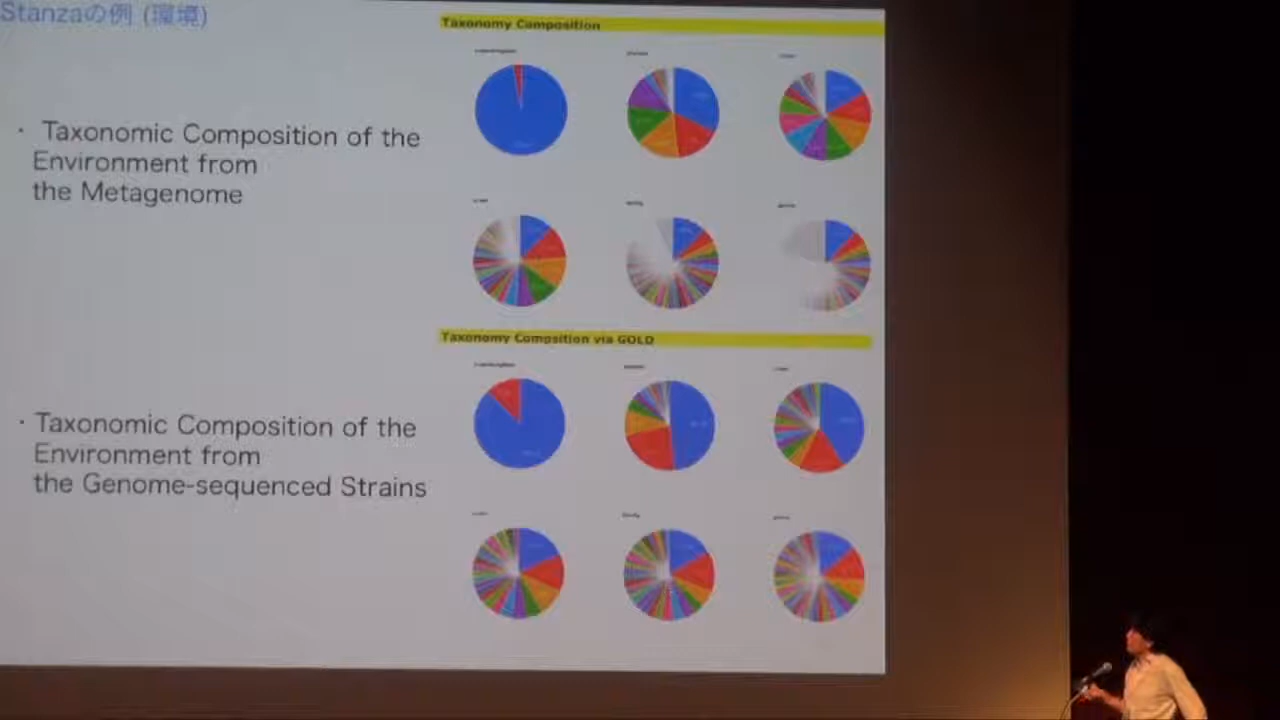 Stanzaの例 (環境)
Taxonomy Composition
・ Taxonomic Composition of the
Environment from
the Metagenome
Taxonomy Compsition via GOLD
・ Taxonomic Composition of the
Environment from
the Genome-sequenced Strains